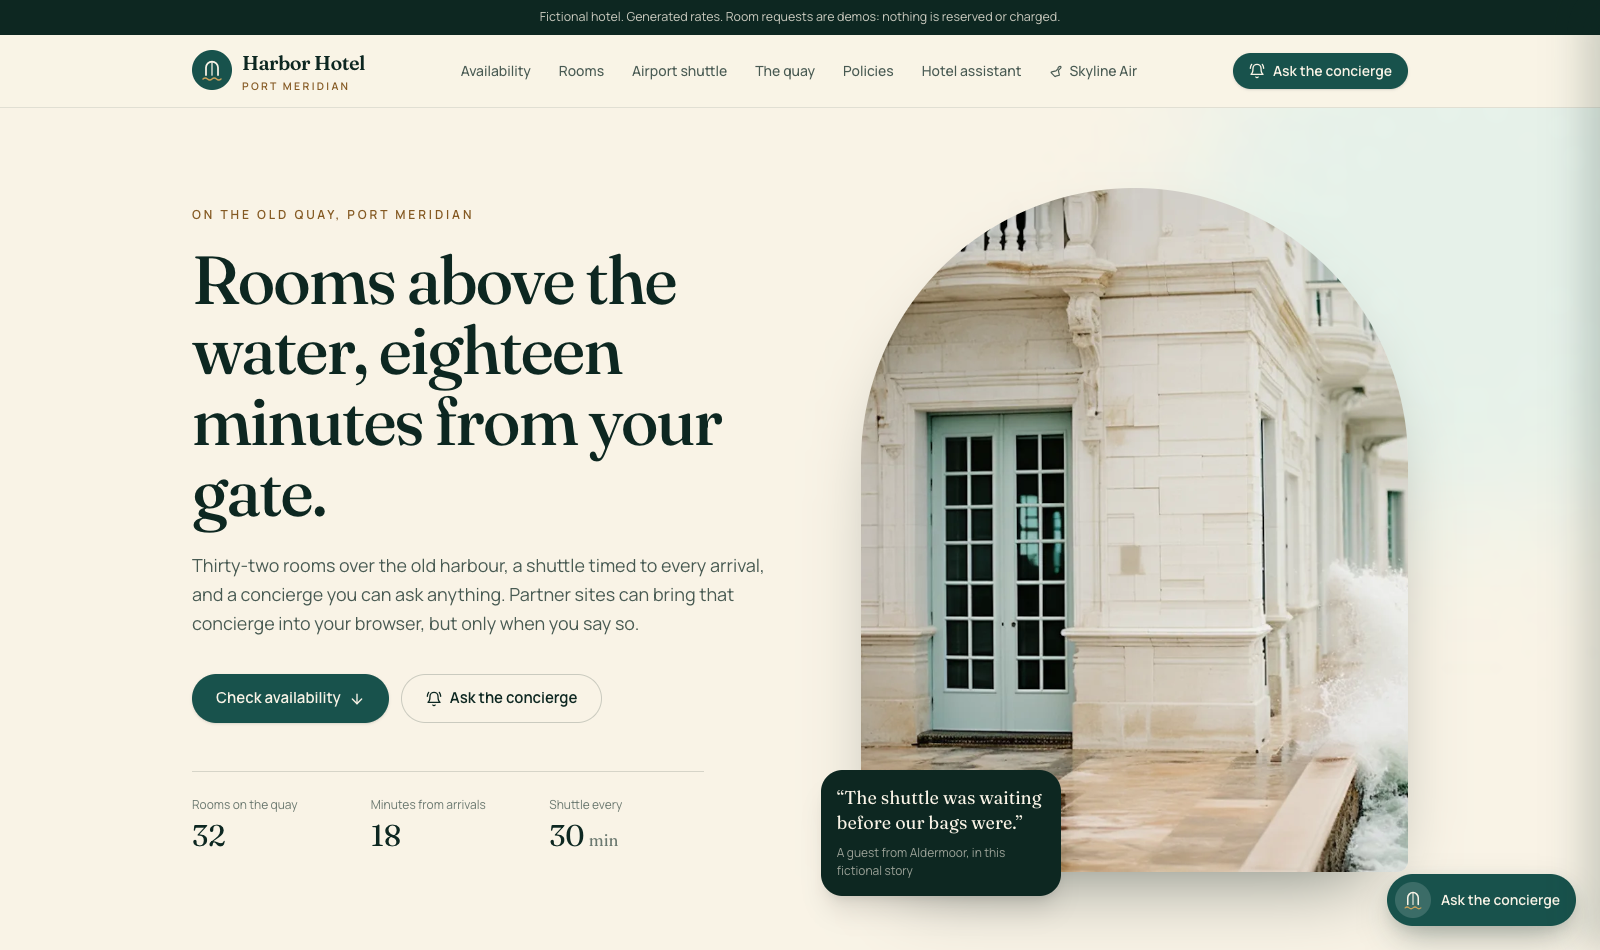 Fictional hotel. Generated rates. Room requests are demos: nothing is reserved or charged.
Harbor Hotel
PORT MERIDIAN
Availability
Rooms
Airport shuttle
The quay
Policies
Hotel assistant
Skyline Air
Ask the concierge
ON THE OLD QUAY, PORT MERIDIAN
Rooms above the
water, eighteen
minutes from your
gate.
Thirty-two rooms over the old harbour, a shuttle timed to every arrival,
and a concierge you can ask anything. Partner sites can bring that
concierge into your browser, but only when you say so.
Check availability
Ask the concierge
Rooms on the quay
32
Minutes from arrivals
18
Shuttle every
30 min
“The shuttle was waiting
before our bags were.”
A guest from Aldermoor, in this
fictional story
Ask the concierge